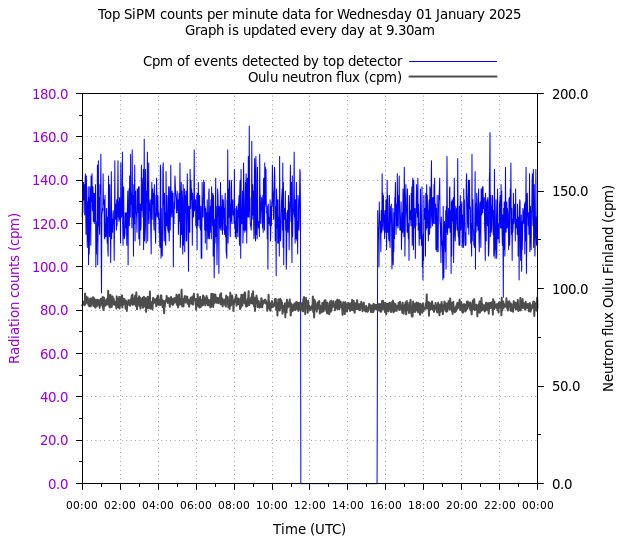 Top SiPM counts per minute data for Wednesday 01 January 2025
Graph is updated every day at 9.30am
Cpm of events detected by top detector
Oulu neutron flux (cpm)
180.0
160.0
140.0
120.0
100.0
80.0
60.0
40.0
20.0
0.0
Radiation counts (cpm)
200.0
150.0
100.0
50.0
0.0
Neutron flux Oulu Finland (cpm)
00:00 02:00 04:00 06:00 08:00 10:00 12:00 14:00 16:00 18:00 20:00 22:00 00:00
Time (UTC)